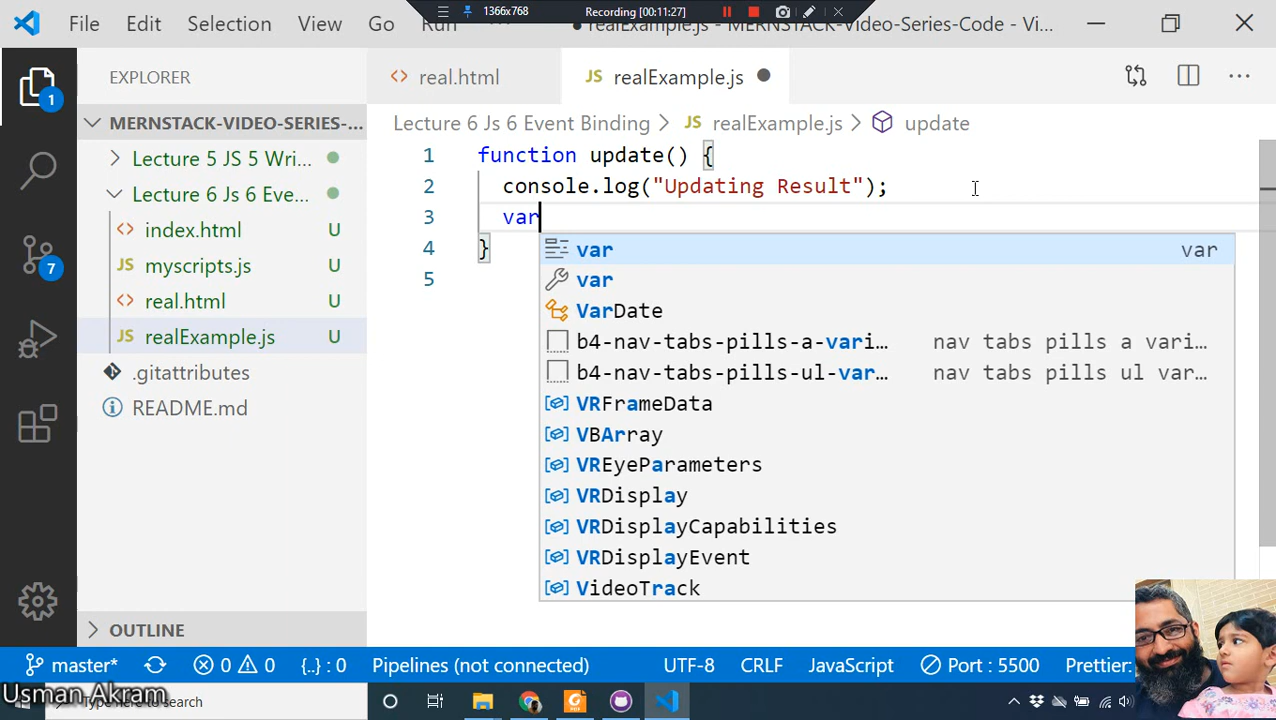 File Edit Selection View Go Run
1366x768 Recording [00:11:27]
realExample.js - MERNSTACK-Video-Series-Code - Vi...
EXPLORER
MERNSTACK-VIDEO-SERIES-...
Lecture 5 JS 5 Wri...
Lecture 6 Js 6 Eve...
index.html U
JS myscripts.js U
real.html U
JS realExample.js U
.gitattributes
README.md
OUTLINE
1
7
real.html
JS realExample.js
Lecture 6 Js 6 Event Binding > JS realExample.js > update
1 function update() {
2 console.log("Updating Result");
3 var
4 }
5
var var
var
VarDate
b4-nav-tabs-pills-a-vari... nav tabs pills a vari...
b4-nav-tabs-pills-ul-var... nav tabs pills ul var...
VRFrameData
VBArray
VREyeParameters
VRDisplay
VRDisplayCapabilities
VRDisplayEvent
VideoTrack
master* 0 0 {..} : 0 Pipelines (not connected) UTF-8 CRLF JavaScript Port : 5500 Prettier:
Usman Akram
Type here to search